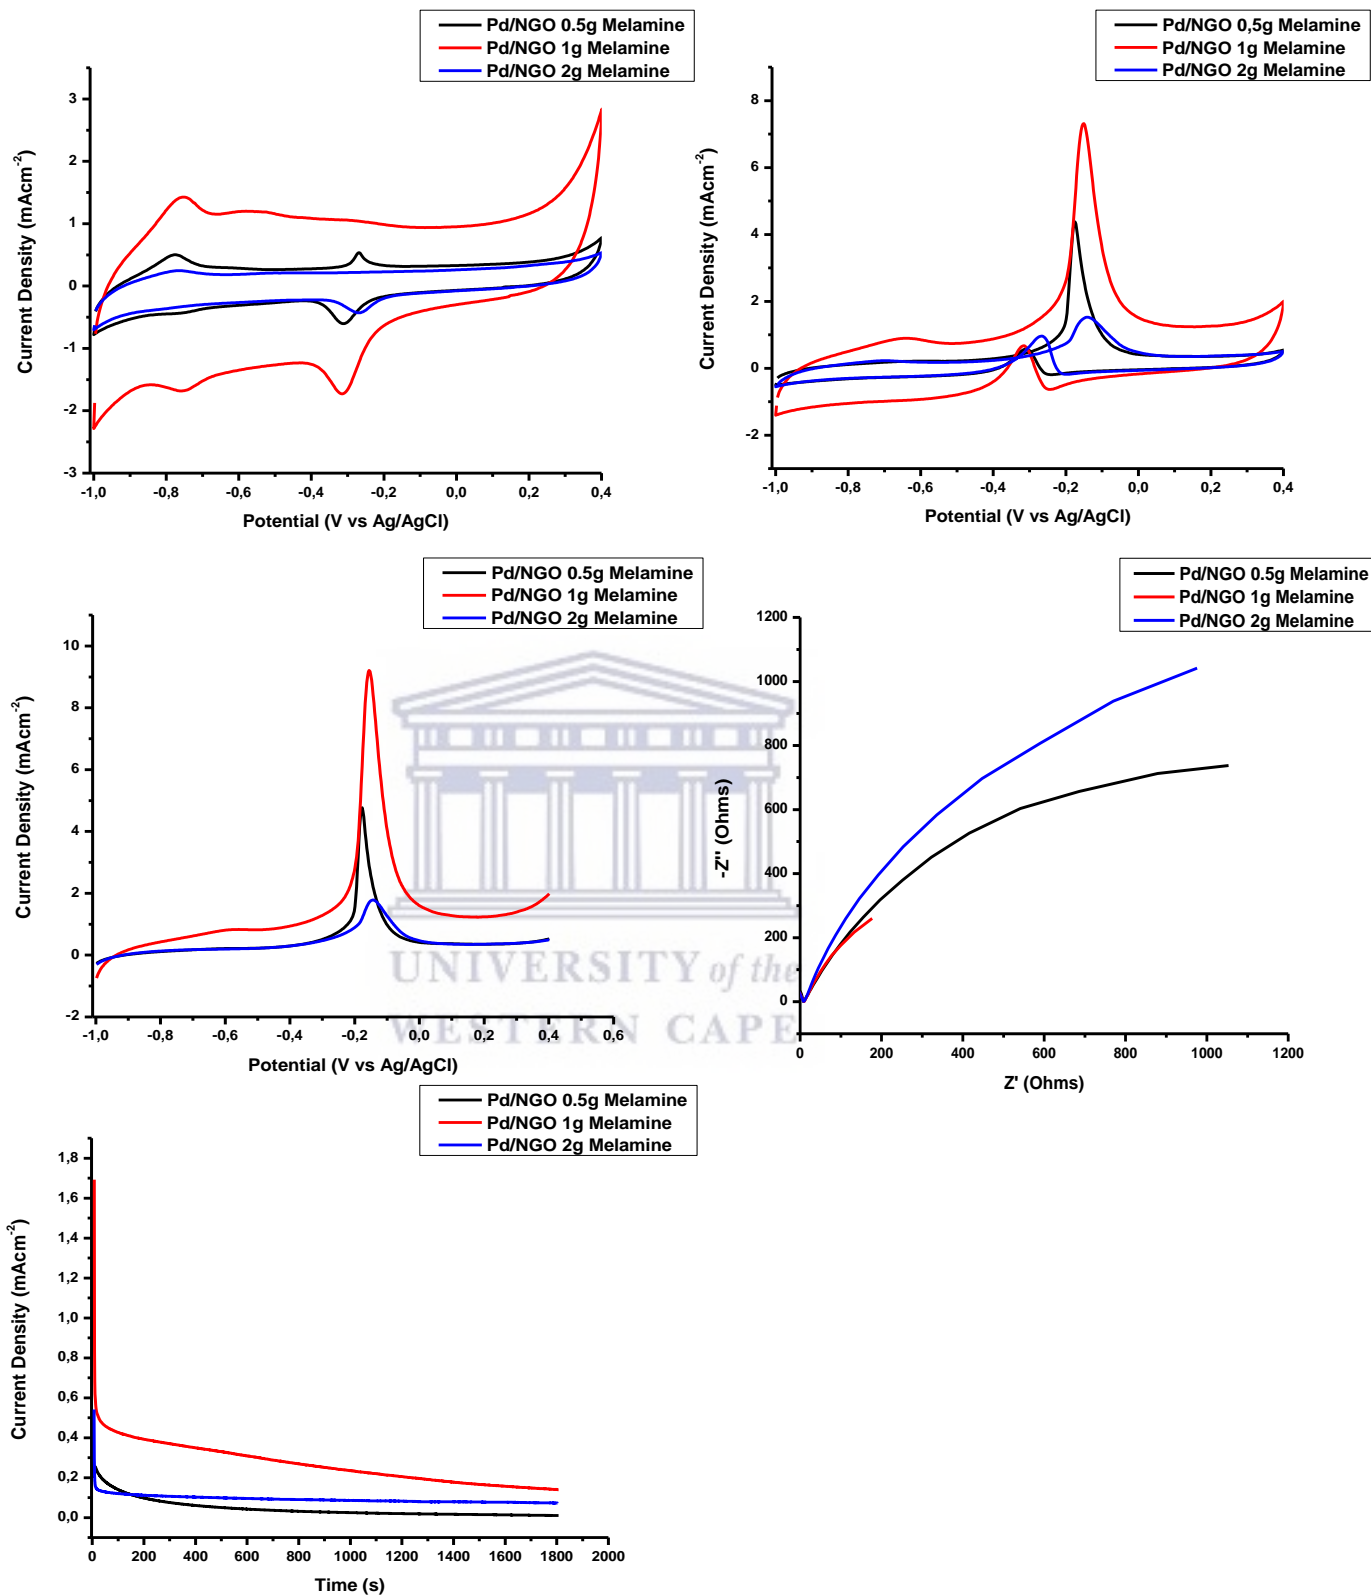 Pd/NGO 0.5g Melamine
Pd/NGO 1g Melamine
Pd/NGO 2g Melamine
3
2
1
0
-1
-2
-3
-1,0 -0,8 -0,6 -0,4 -0,2 0,0 0,2 0,4
Current Density (mAcm-2)
Potential (V vs Ag/AgCl)
Pd/NGO 0,5g Melamine
Pd/NGO 1g Melamine
Pd/NGO 2g Melamine
8
6
4
2
0
-2
-1,0 -0,8 -0,6 -0,4 -0,2 0,0 0,2 0,4
Current Density (mAcm-2)
Potential (V vs Ag/AgCl)
Pd/NGO 0.5g Melamine
Pd/NGO 1g Melamine
Pd/NGO 2g Melamine
10
8
6
4
2
0
-2
-1,0 -0,8 -0,6 -0,4 -0,2 0,0 0,2 0,4 0,6
Current Density (mAcm-2)
Potential (V vs Ag/AgCl)
UNIVERSITY of the
WESTERN CAPE
Pd/NGO 0.5g Melamine
Pd/NGO 1g Melamine
Pd/NGO 2g Melamine
1200
1000
800
600
400
200
0
0 200 400 600 800 1000 1200
-Z'' (Ohms)
Z' (Ohms)
Pd/NGO 0.5g Melamine
Pd/NGO 1g Melamine
Pd/NGO 2g Melamine
1,8
1,6
1,4
1,2
1,0
0,8
0,6
0,4
0,2
0,0
0 200 400 600 800 1000 1200 1400 1600 1800 2000
Current Density (mAcm-2)
Time (s)